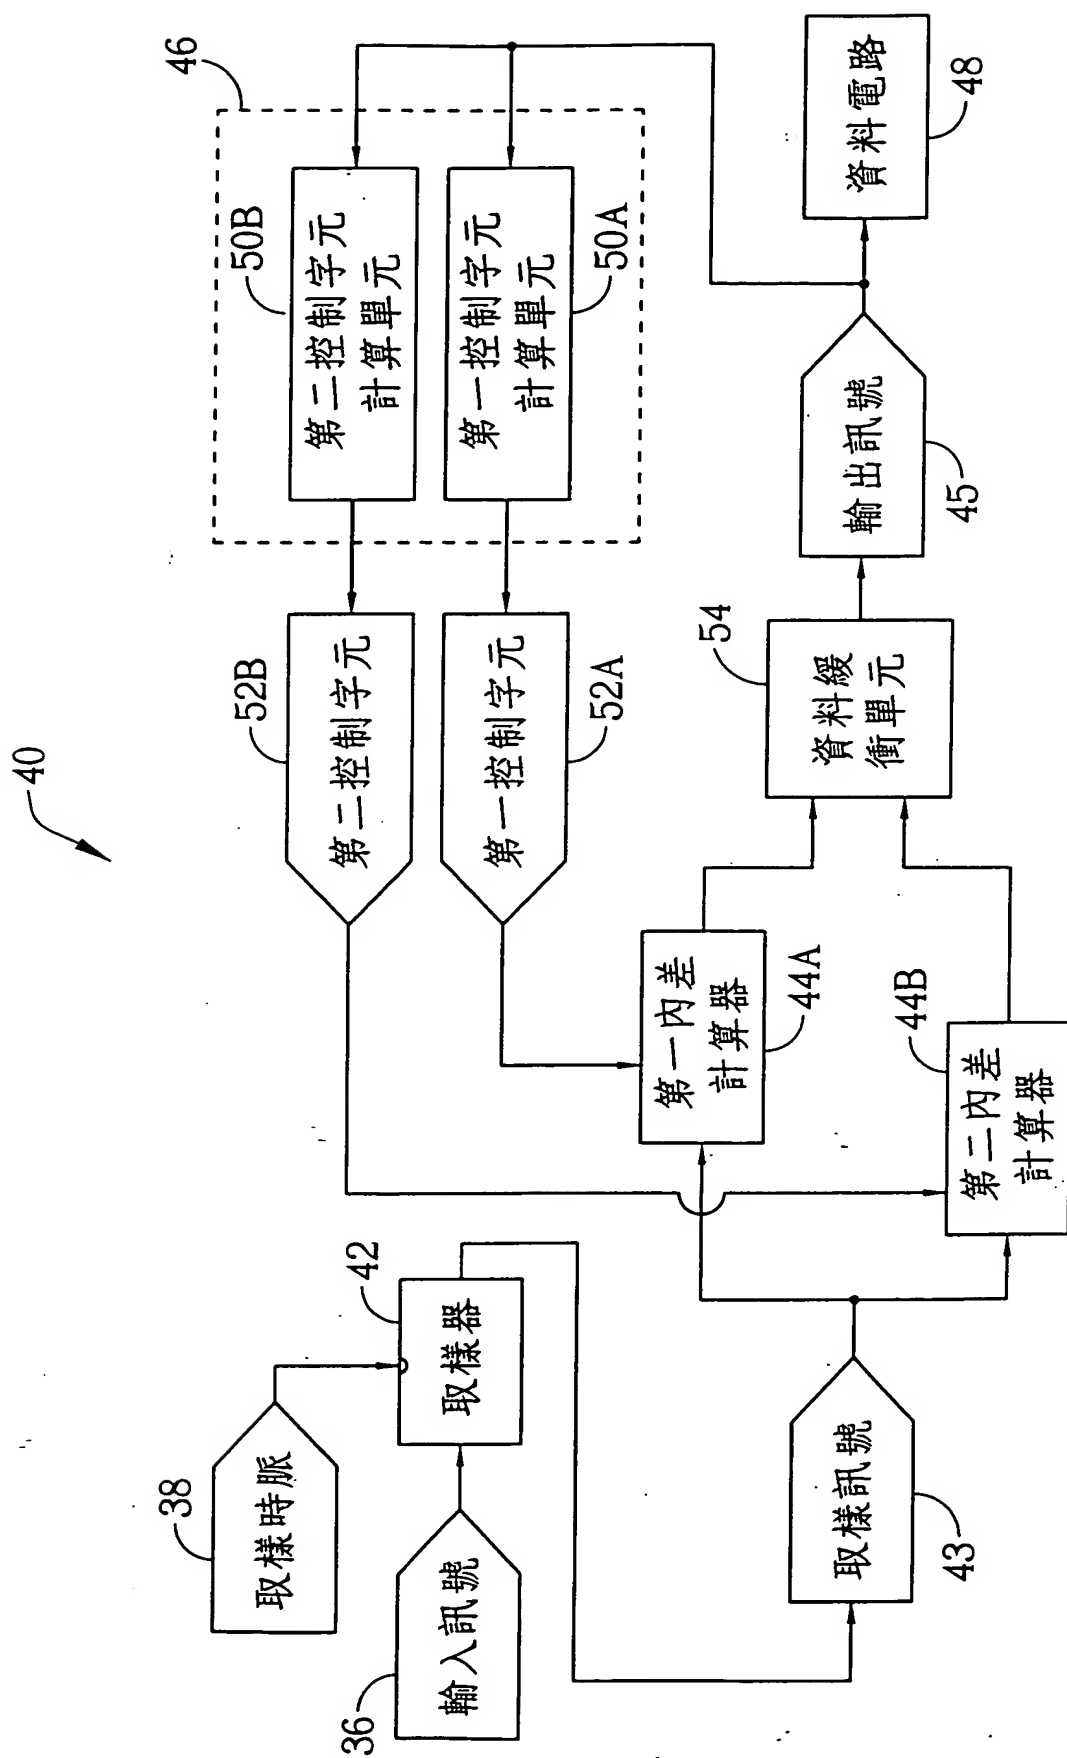 40
38
取樣時脈
42
取樣器
36
輸入訊號
52B
第二控制字元
50B
第二控制字元
計算單元
46
第一控制字元
52A
第一控制字元
計算單元
50A
第一內差
計算器
44A
44B
第二內差
計算器
54
資料緩
衝單元
取樣訊號
43
輸出訊號
45
資料電路
48